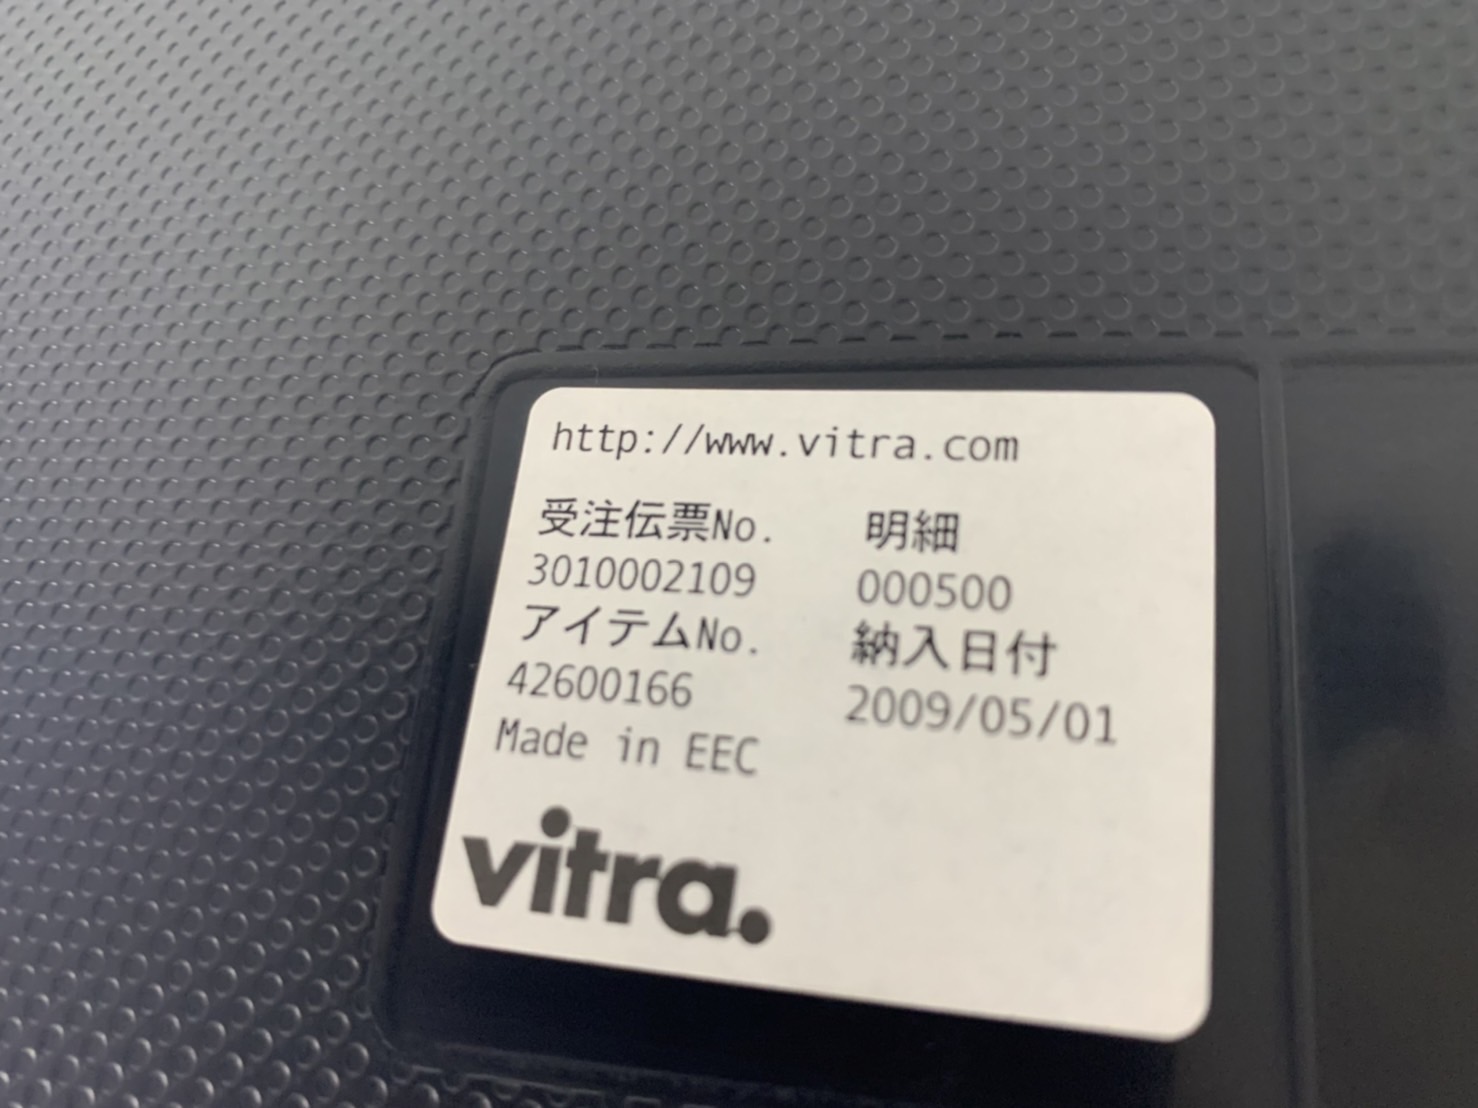 http://www.vitra.com
受注伝票No. 明細
3010002109 000500
アイテムNo. 納入日付
42600166 2009/05/01
Made in EEC
vitra.